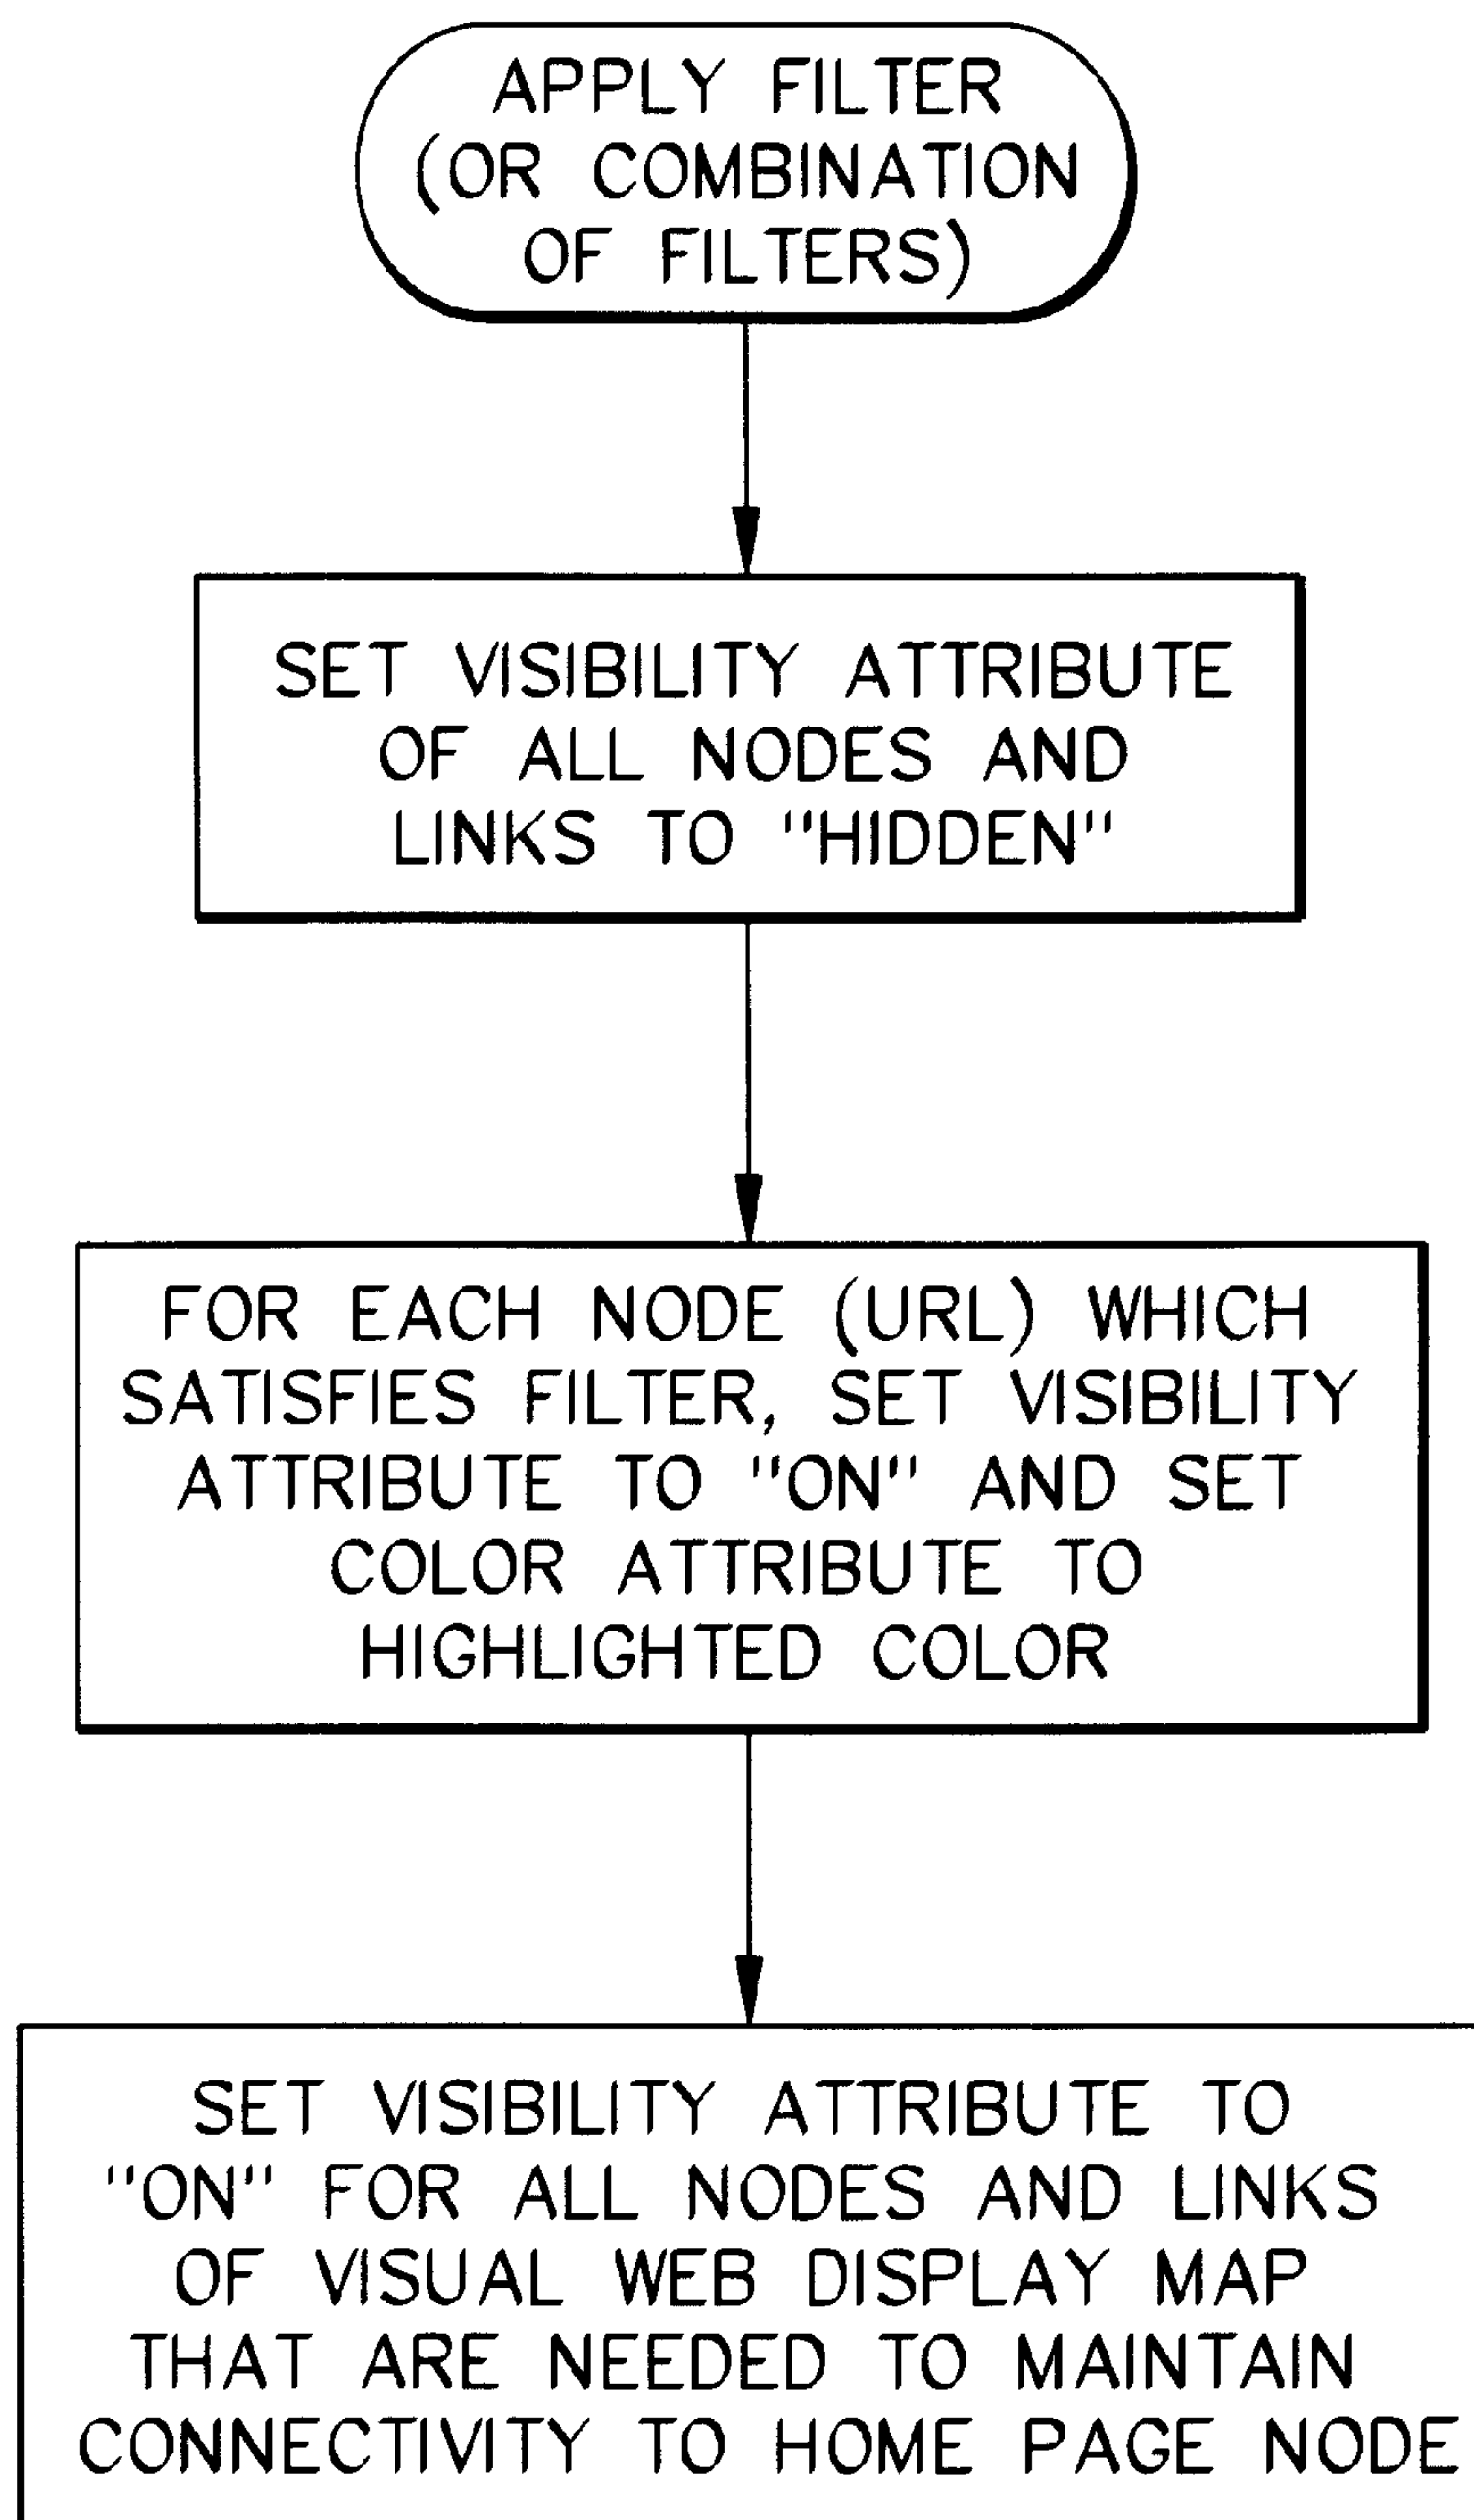 APPLY FILTER
(OR COMBINATION
OF FILTERS)
SET VISIBILITY ATTRIBUTE
OF ALL NODES AND
LINKS TO "HIDDEN"
FOR EACH NODE (URL) WHICH
SATISFIES FILTER, SET VISIBILITY
ATTRIBUTE TO "ON" AND SET
COLOR ATTRIBUTE TO
HIGHLIGHTED COLOR
SET VISIBILITY ATTRIBUTE TO
"ON" FOR ALL NODES AND LINKS
OF VISUAL WEB DISPLAY MAP
THAT ARE NEEDED TO MAINTAIN
CONNECTIVITY TO HOME PAGE NODE